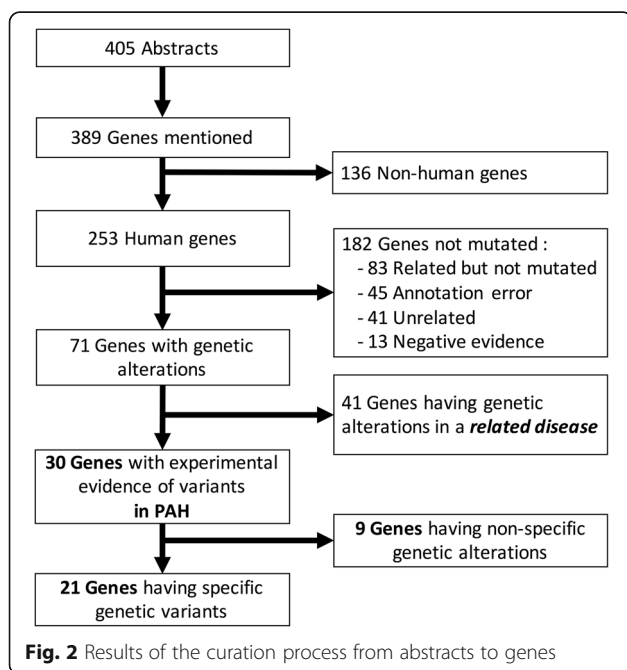 405 Abstracts
389 Genes mentioned
136 Non-human genes
253 Human genes
182 Genes not mutated :
- 83 Related but not mutated
- 45 Annotation error
- 41 Unrelated
- 13 Negative evidence
71 Genes with genetic
alterations
41 Genes having genetic
alterations in a related disease
30 Genes with experimental
evidence of variants
in PAH
9 Genes having non-specific
genetic alterations
21 Genes having specific
genetic variants
Fig. 2 Results of the curation process from abstracts to genes